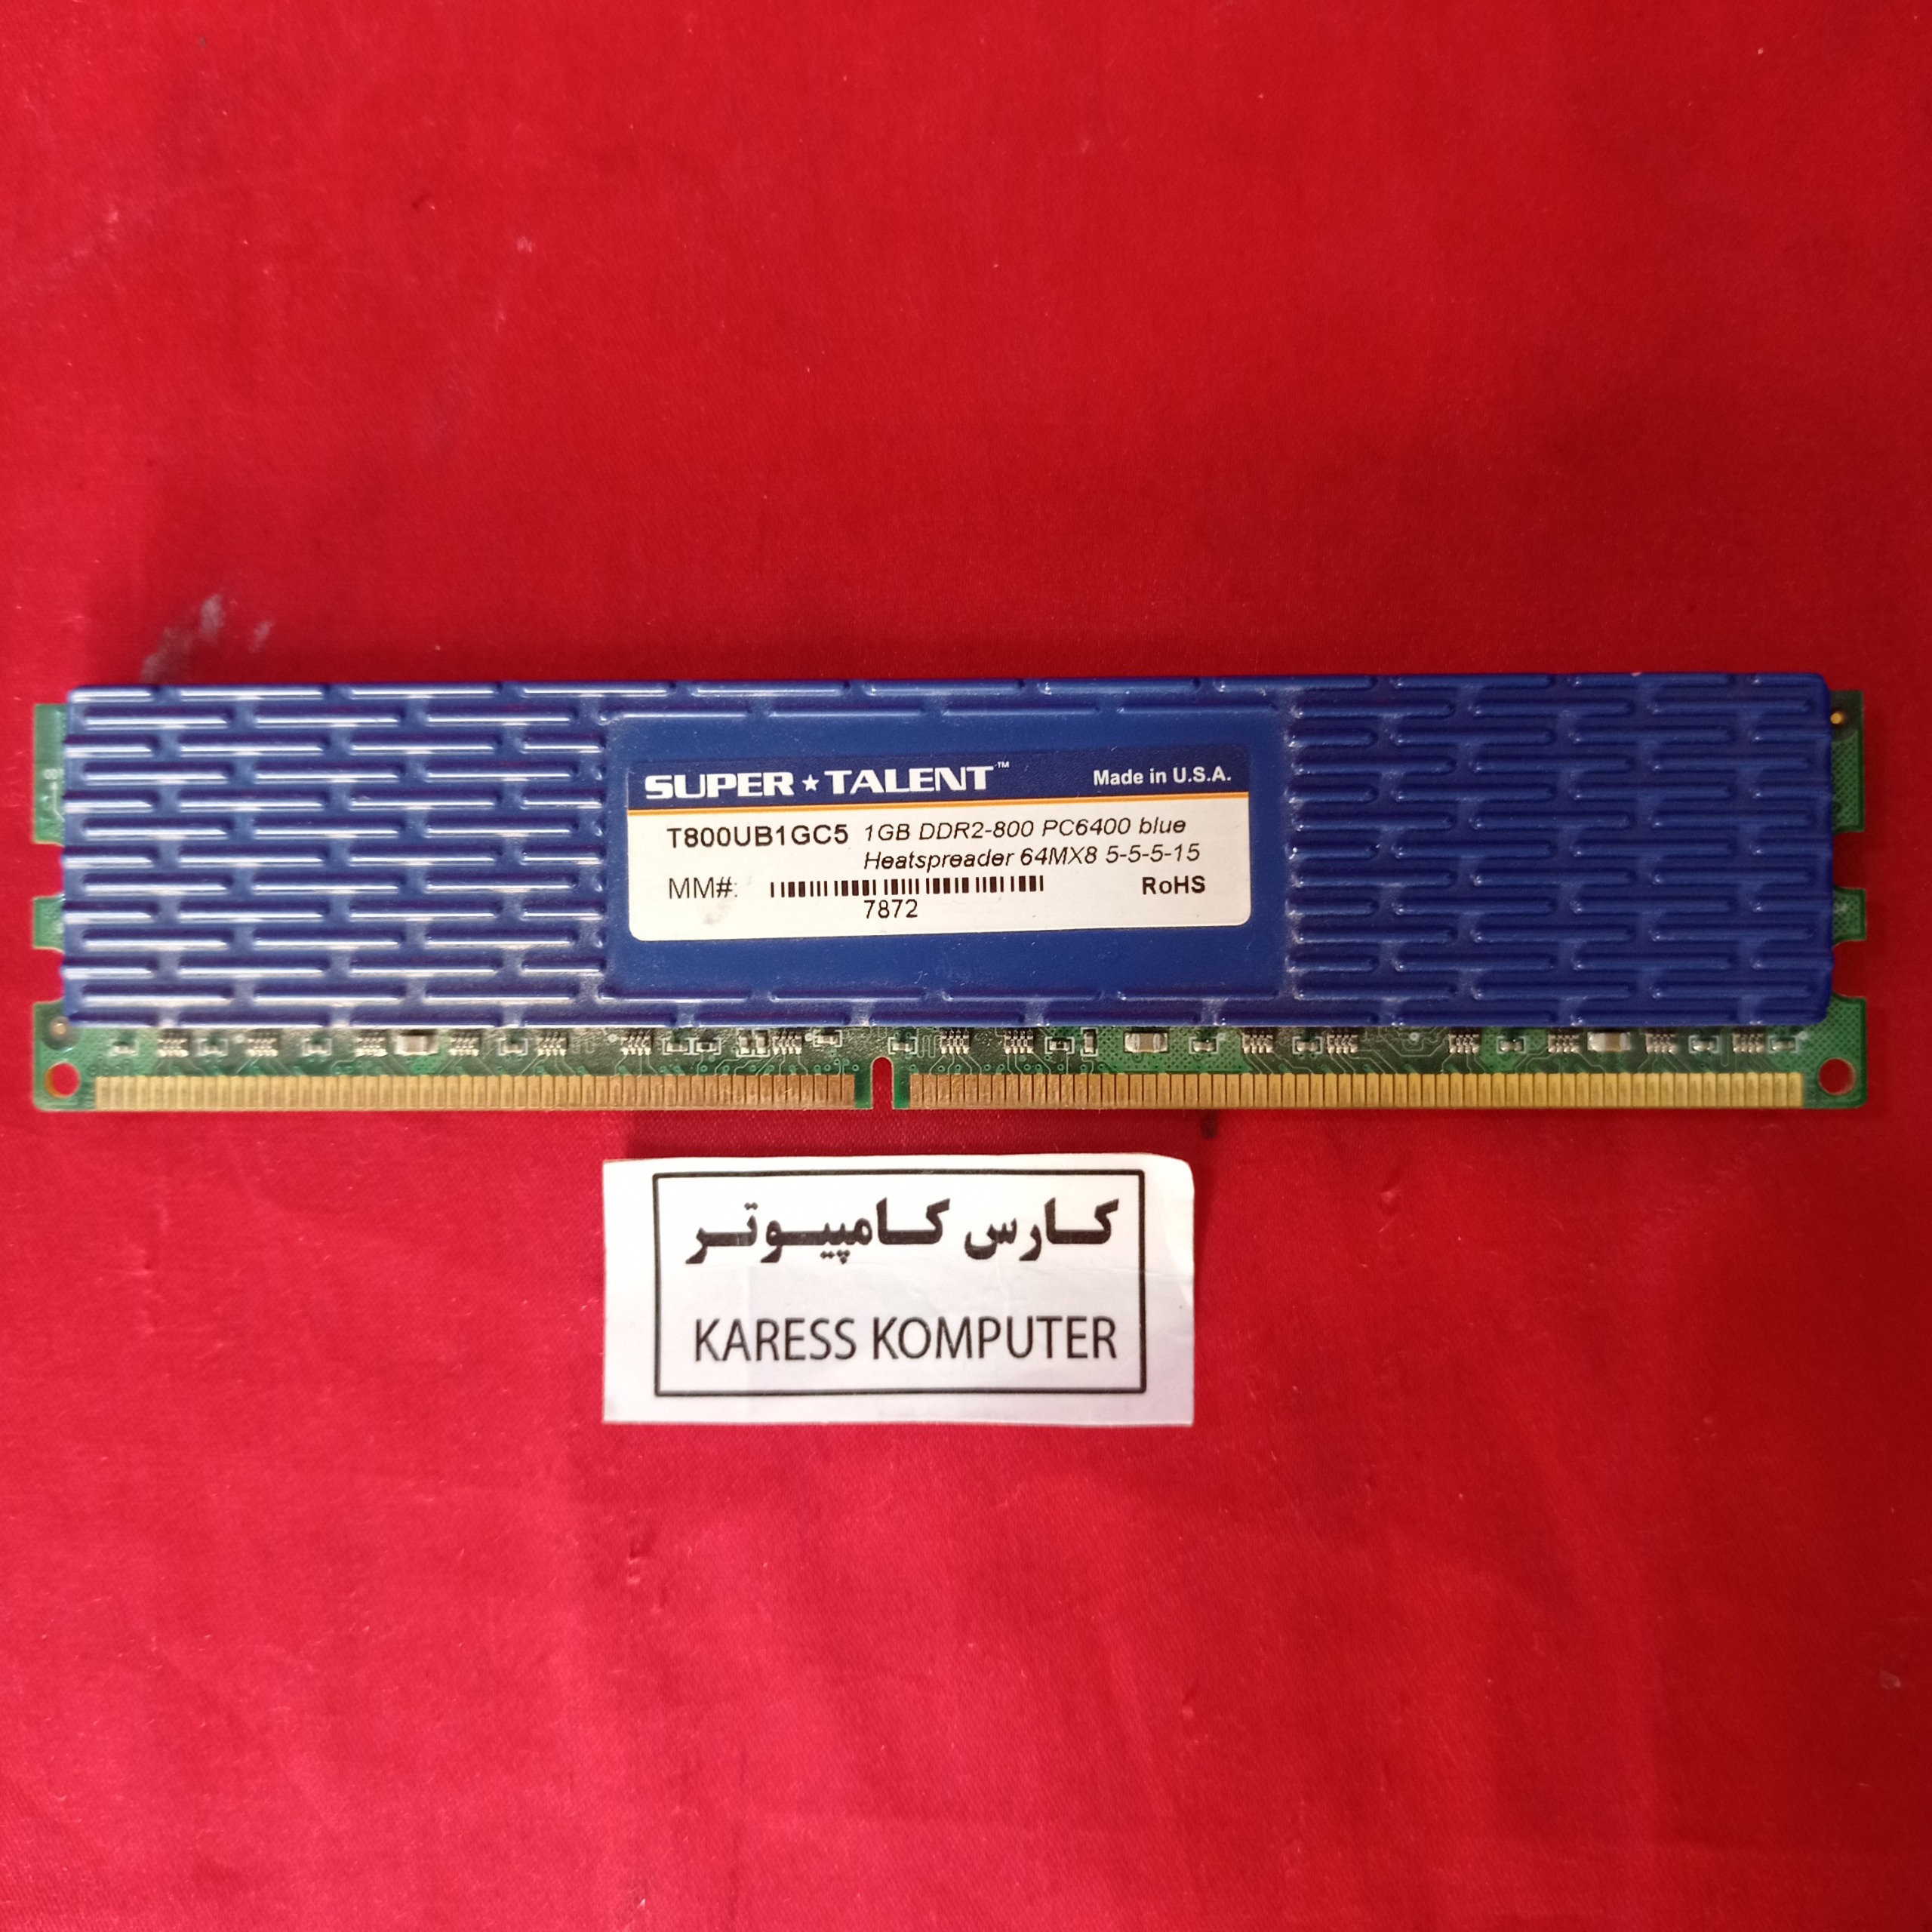 SUPER★TALENT™ Made in U.S.A.
T800UB1GC5 1GB DDR2-800 PC6400 blue
Heatspreader 64MX8 5-5-5-15
MM#: RoHS
7872
کارس کامپیوتر
KARESS KOMPUTER